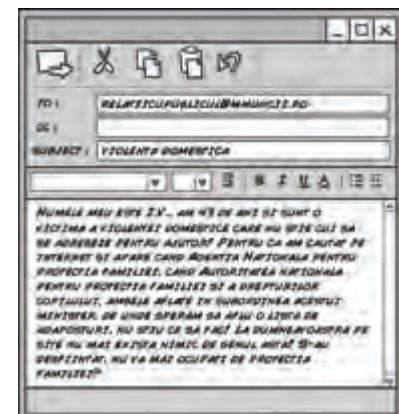 TO :
RELATIICUPUBLICUL@MMUNCII.RO
CC :
SUBJECT : VIOLENTA DOMESTICA
B I U A
NUMELE MEU ESTE I.V., AM 43 DE ANI SI SUNT O
VICTIMA A VIOLENTEI DOMESTICE CARE NU STIE CUI SA
SE ADRESEZE PENTRU AJUTOR! PENTRU CA AM CAUTAT PE
INTERNET SI APARE CAND AGENTIA NATIONALA PENTRU
PROTECTIA FAMILIEI, CAND AUTORITATEA NATIONALA
PENTRU PROTECTIA FAMILIEI SI A DREPTURILOR
COPILULUI, AMBELE AFLATE IN SUBORDINEA ACESTUI
MINISTER, DE UNDE SPERAM SA AFLU O LISTA DE
ADAPOSTURI, NU STIU CE SA FAC! LA DUMNEAVOASTRA PE
SITE NU MAI EXISTA NIMIC DE GENUL ASTA! S-AU
DESFIINTAT, NU VA MAI OCUPATI DE PROTECTIA
FAMILIEI?